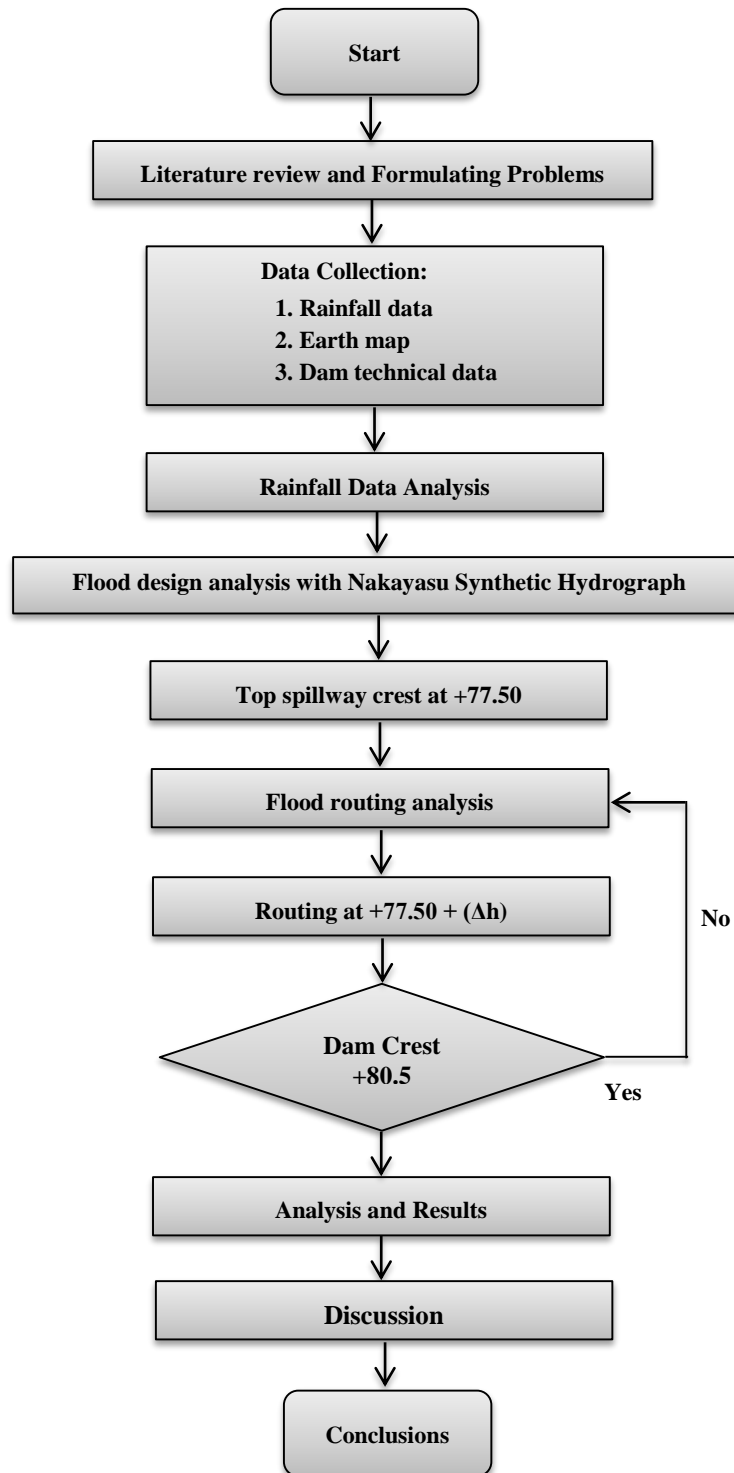 Start
Literature review and Formulating Problems
Data Collection:
1. Rainfall data
2. Earth map
3. Dam technical data
Rainfall Data Analysis
Flood design analysis with Nakayasu Synthetic Hydrograph
Top spillway crest at +77.50
Flood routing analysis
Routing at +77.50 + (Δh)
No
Dam Crest
+80.5
Yes
Analysis and Results
Discussion
Conclusions